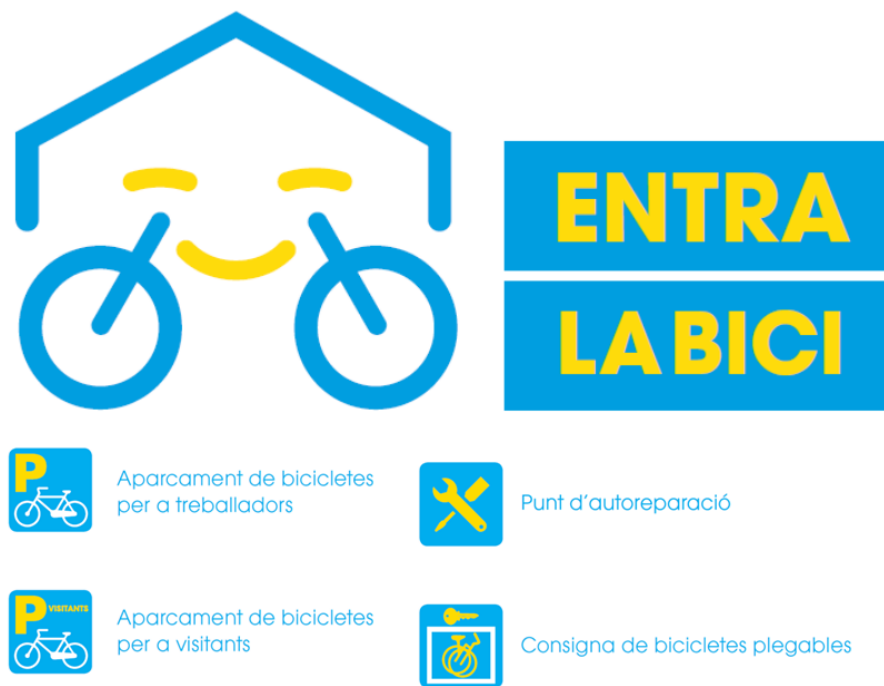 ENTRA
LA BICI
P
Aparcament de bicicletes
per a treballadors
Punt d'autoreparació
P VISITANTS
Aparcament de bicicletes
per a visitants
Consigna de bicicletes plegables